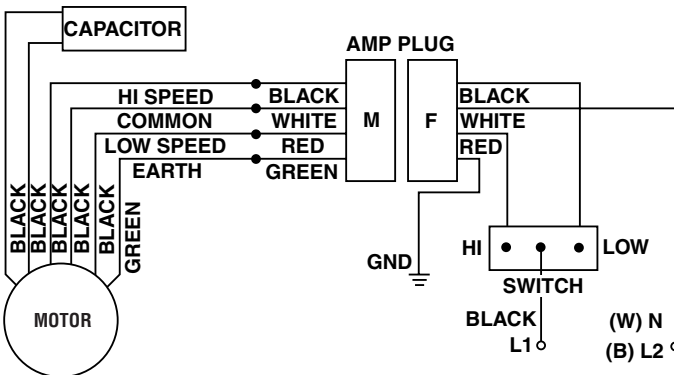 CAPACITOR
AMP PLUG
HI SPEED
BLACK
BLACK
COMMON
WHITE
M
F
WHITE
LOW SPEED
RED
RED
EARTH
GREEN
BLACK
BLACK
BLACK
BLACK
BLACK
GREEN
GND
HI
LOW
SWITCH
MOTOR
BLACK
(W) N
L1
(B) L2